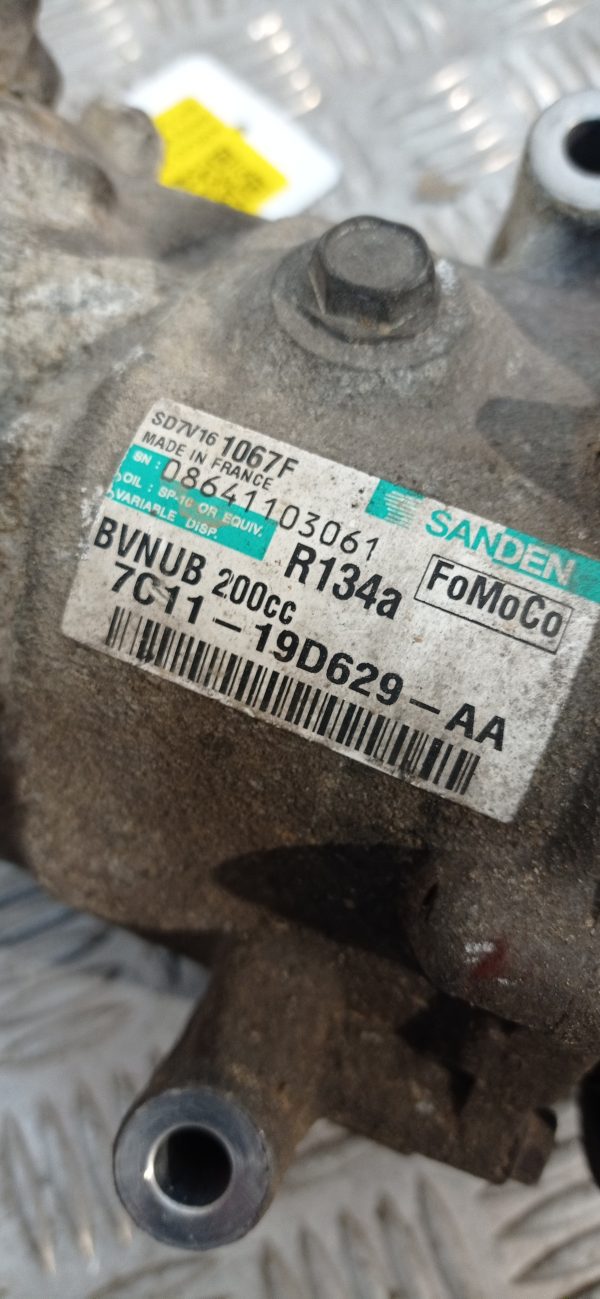 SD7V16 1067F
MADE IN FRANCE
SN : 08641103061
OIL : SP-10 OR EQUIV.
VARIABLE DISP.
SANDEN
R134a
FoMoCo
BVNUB 200cc
7C11-19D629-AA